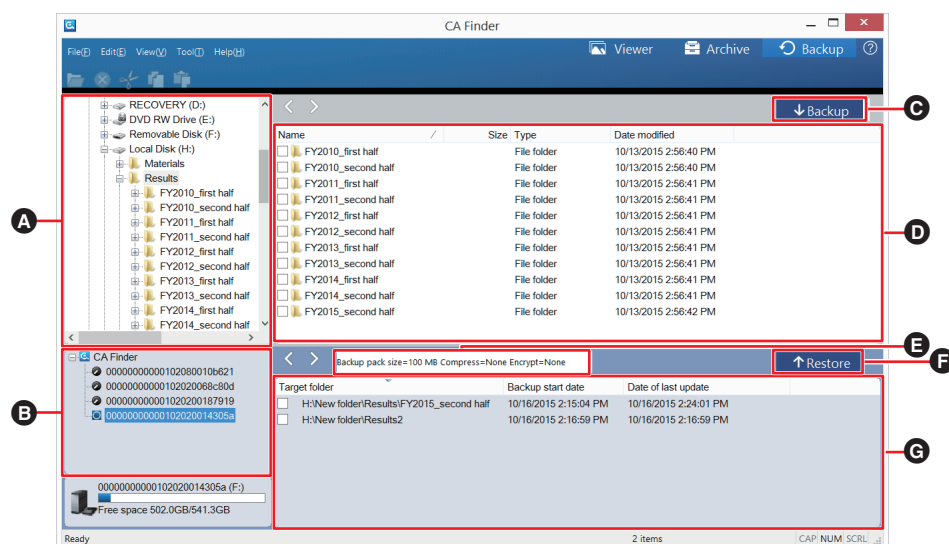 CA Finder
File(F) Edit(E) View(V) Tool(T) Help(H)
Viewer Archive Backup ?
RECOVERY (D:)
DVD RW Drive (E:)
Removable Disk (F:)
Local Disk (H:)
Materials
Results
FY2010_first half
FY2010_second half
FY2011_first half
FY2011_second half
FY2012_first half
FY2012_second half
FY2013_first half
FY2013_second half
FY2014_first half
FY2014_second half
A
Backup
C
Name Size Type Date modified
FY2010_first half File folder 10/13/2015 2:56:40 PM
FY2010_second half File folder 10/13/2015 2:56:40 PM
FY2011_first half File folder 10/13/2015 2:56:41 PM
FY2011_second half File folder 10/13/2015 2:56:41 PM
FY2012_first half File folder 10/13/2015 2:56:41 PM
FY2012_second half File folder 10/13/2015 2:56:41 PM
FY2013_first half File folder 10/13/2015 2:56:41 PM
FY2013_second half File folder 10/13/2015 2:56:41 PM
FY2014_first half File folder 10/13/2015 2:56:41 PM
FY2014_second half File folder 10/13/2015 2:56:41 PM
FY2015_second half File folder 10/13/2015 2:56:42 PM
D
CA Finder
00000000000102080010b621
00000000000102020068c80d
000000000001020200187919
00000000000102020014305a
B
00000000000102020014305a (F:)
Free space 502.0GB/541.3GB
E
Backup pack size=100 MB Compress=None Encrypt=None
Restore
F
Target folder Backup start date Date of last update
H:\New folder\Results\FY2015_second half 10/16/2015 2:15:04 PM 10/16/2015 2:24:01 PM
H:\New folder\Results2 10/16/2015 2:16:59 PM 10/16/2015 2:16:59 PM
G
Ready 2 items CAP NUM SCRL